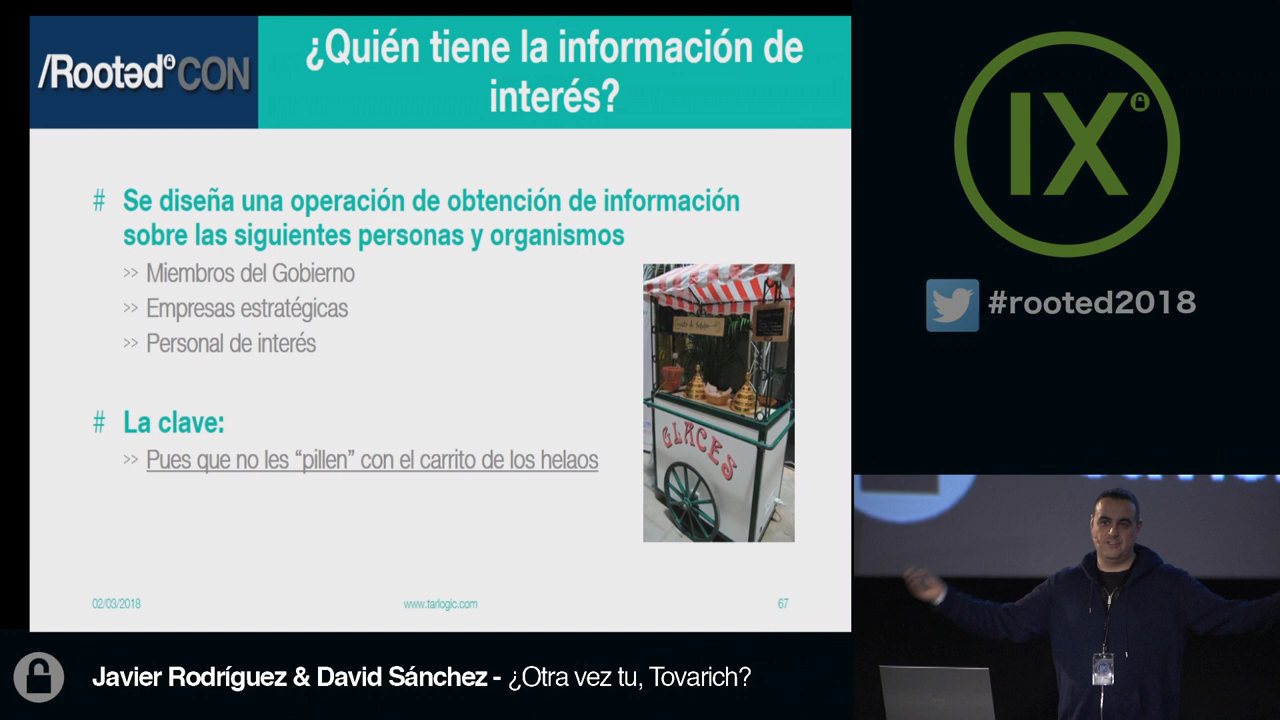 /Rootəd CON
¿Quién tiene la información de
interés?
# Se diseña una operación de obtención de información
sobre las siguientes personas y organismos
>> Miembros del Gobierno
>> Empresas estratégicas
>> Personal de interés
# La clave:
>> Pues que no les “pillen” con el carrito de los helaos
GLACES
02/03/2018
www.tarlogic.com
67
IX
#rooted2018
Javier Rodríguez & David Sánchez - ¿Otra vez tu, Tovarich?